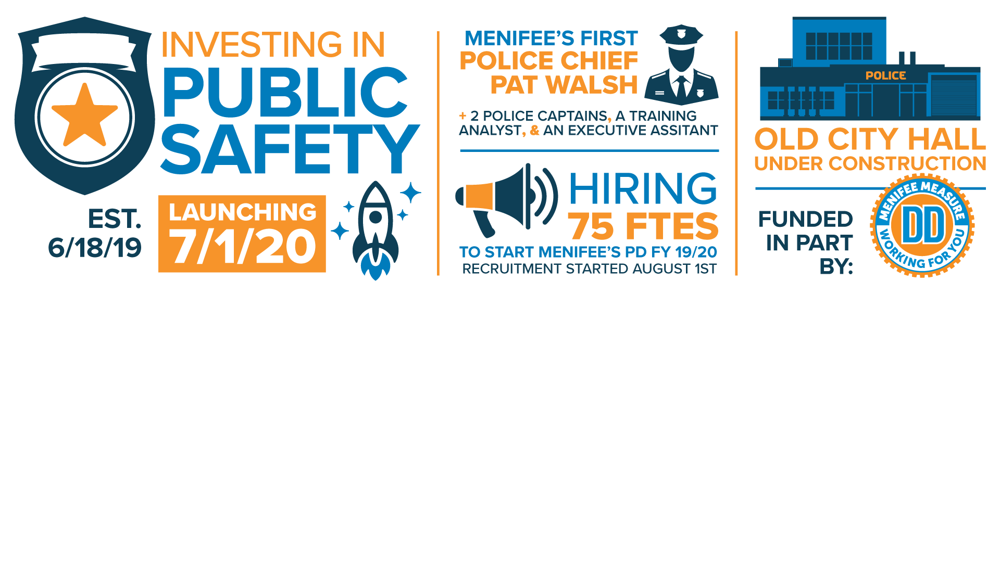 INVESTING IN
PUBLIC
SAFETY
EST.
6/18/19
LAUNCHING
7/1/20
MENIFEE’S FIRST
POLICE CHIEF
PAT WALSH
+ 2 POLICE CAPTAINS, A TRAINING
ANALYST, & AN EXECUTIVE ASSITANT
HIRING
75 FTES
TO START MENIFEE’S PD FY 19/20
RECRUITMENT STARTED AUGUST 1ST
POLICE
OLD CITY HALL
UNDER CONSTRUCTION
FUNDED
IN PART
BY:
MENIFEE MEASURE
DD
WORKING FOR YOU